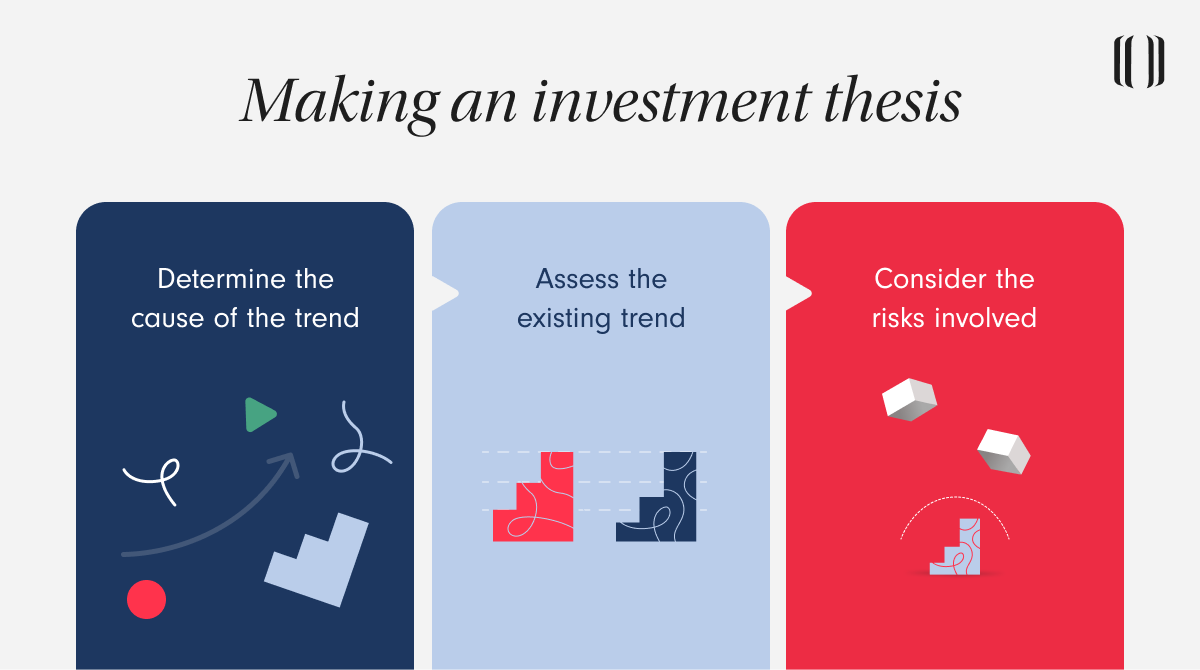 Making an investment thesis
Determine the
cause of the trend
Assess the
existing trend
Consider the
risks involved